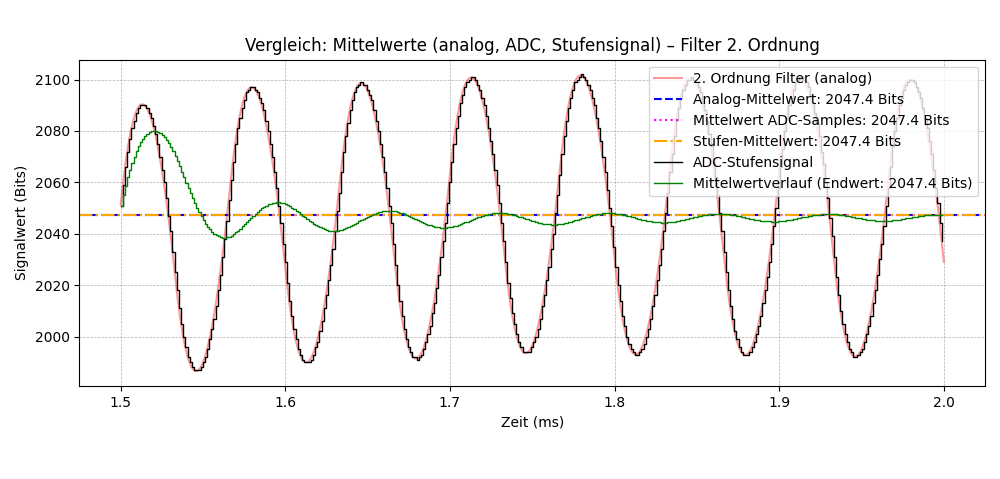 Vergleich: Mittelwerte (analog, ADC, Stufensignal) – Filter 2. Ordnung
Signalwert (Bits)
2100
2080
2060
2040
2020
2000
2. Ordnung Filter (analog)
Analog-Mittelwert: 2047.4 Bits
Mittelwert ADC-Samples: 2047.4 Bits
Stufen-Mittelwert: 2047.4 Bits
ADC-Stufensignal
Mittelwertverlauf (Endwert: 2047.4 Bits)
1.5 1.6 1.7 1.8 1.9 2.0
Zeit (ms)